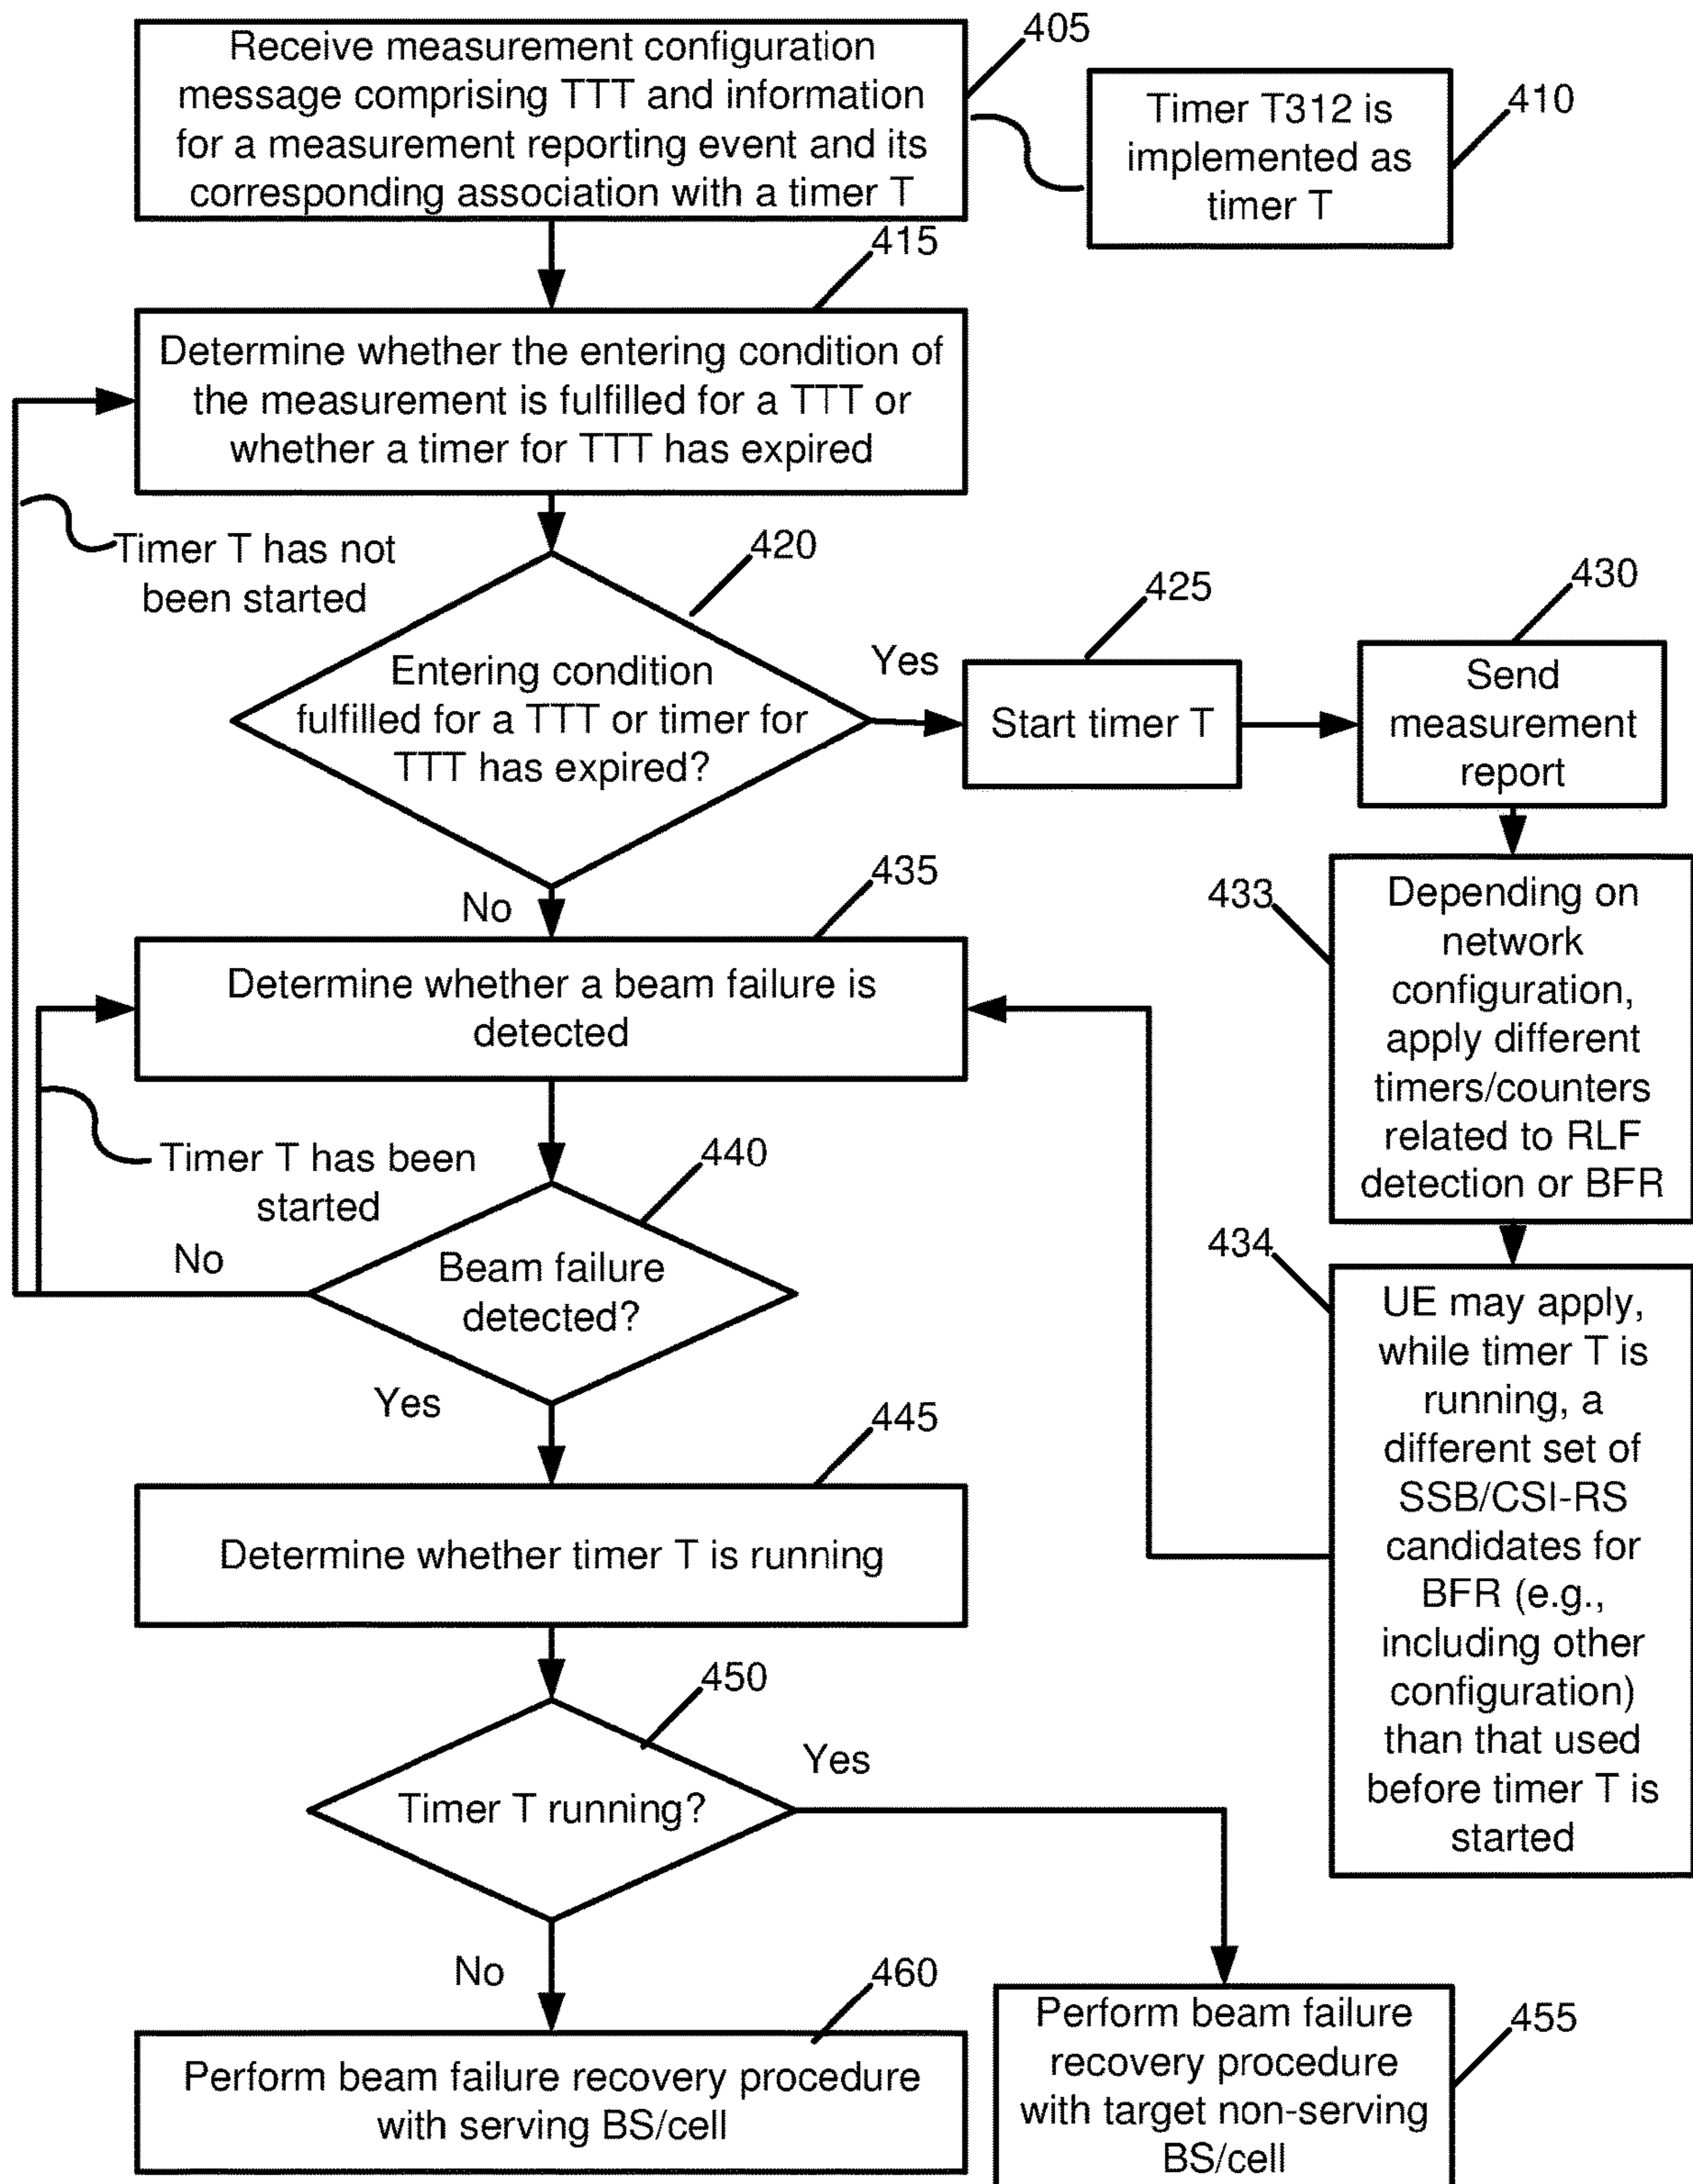 Receive measurement configuration
message comprising TTT and information
for a measurement reporting event and its
corresponding association with a timer T
405
Timer T312 is
implemented as
timer T
410
415
Determine whether the entering condition of
the measurement is fulfilled for a TTT or
whether a timer for TTT has expired
Timer T has not
been started
420
Entering condition
fulfilled for a TTT or timer for
TTT has expired?
Yes
425
Start timer T
430
Send
measurement
report
No
433
Depending on
network
configuration,
apply different
timers/counters
related to RLF
detection or BFR
435
Determine whether a beam failure is
detected
Timer T has been
started
440
Beam failure
detected?
No
Yes
434
UE may apply,
while timer T is
running, a
different set of
SSB/CSI-RS
candidates for
BFR (e.g.,
including other
configuration)
than that used
before timer T is
started
445
Determine whether timer T is running
450
Timer T running?
Yes
No
460
Perform beam failure recovery procedure
with serving BS/cell
455
Perform beam failure
recovery procedure
with target non-serving
BS/cell